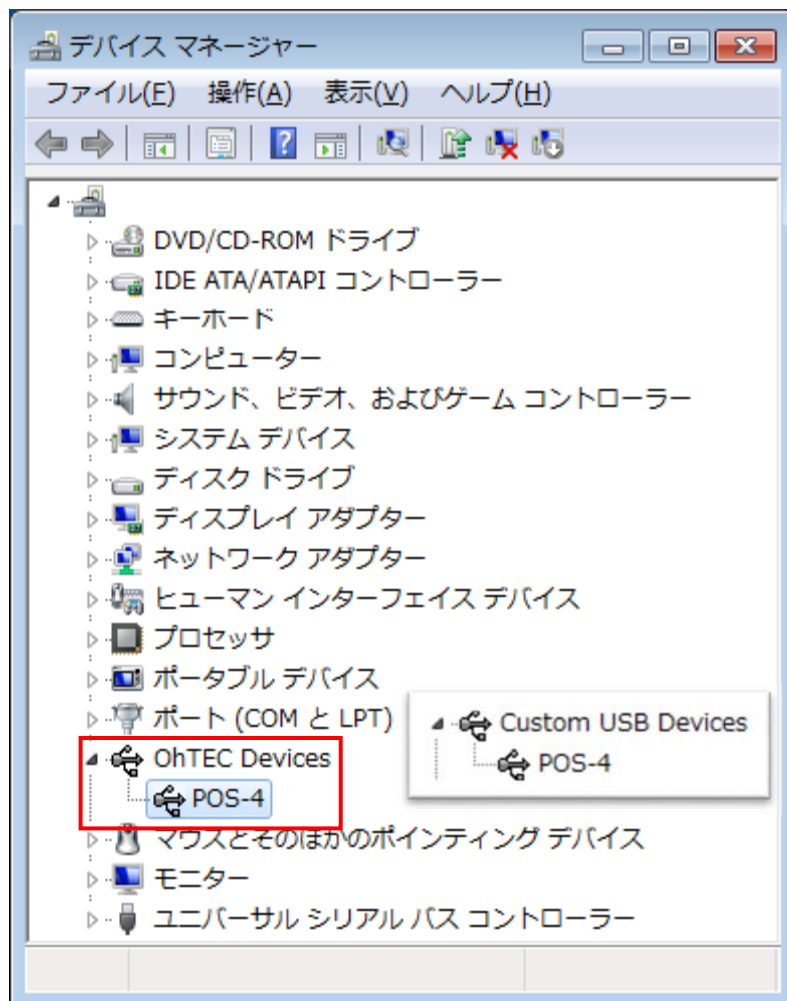 デバイス マネージャー
ファイル(F) 操作(A) 表示(V) ヘルプ(H)
DVD/CD-ROM ドライブ
IDE ATA/ATAPI コントローラー
キーボード
コンピューター
サウンド、ビデオ、およびゲーム コントローラー
システム デバイス
ディスク ドライブ
ディスプレイ アダプター
ネットワーク アダプター
ヒューマン インターフェイス デバイス
プロセッサ
ポータブル デバイス
ポート (COM と LPT)
OhTEC Devices
POS-4
Custom USB Devices
POS-4
マウスとそのほかのポインティング デバイス
モニター
ユニバーサル シリアル バス コントローラー